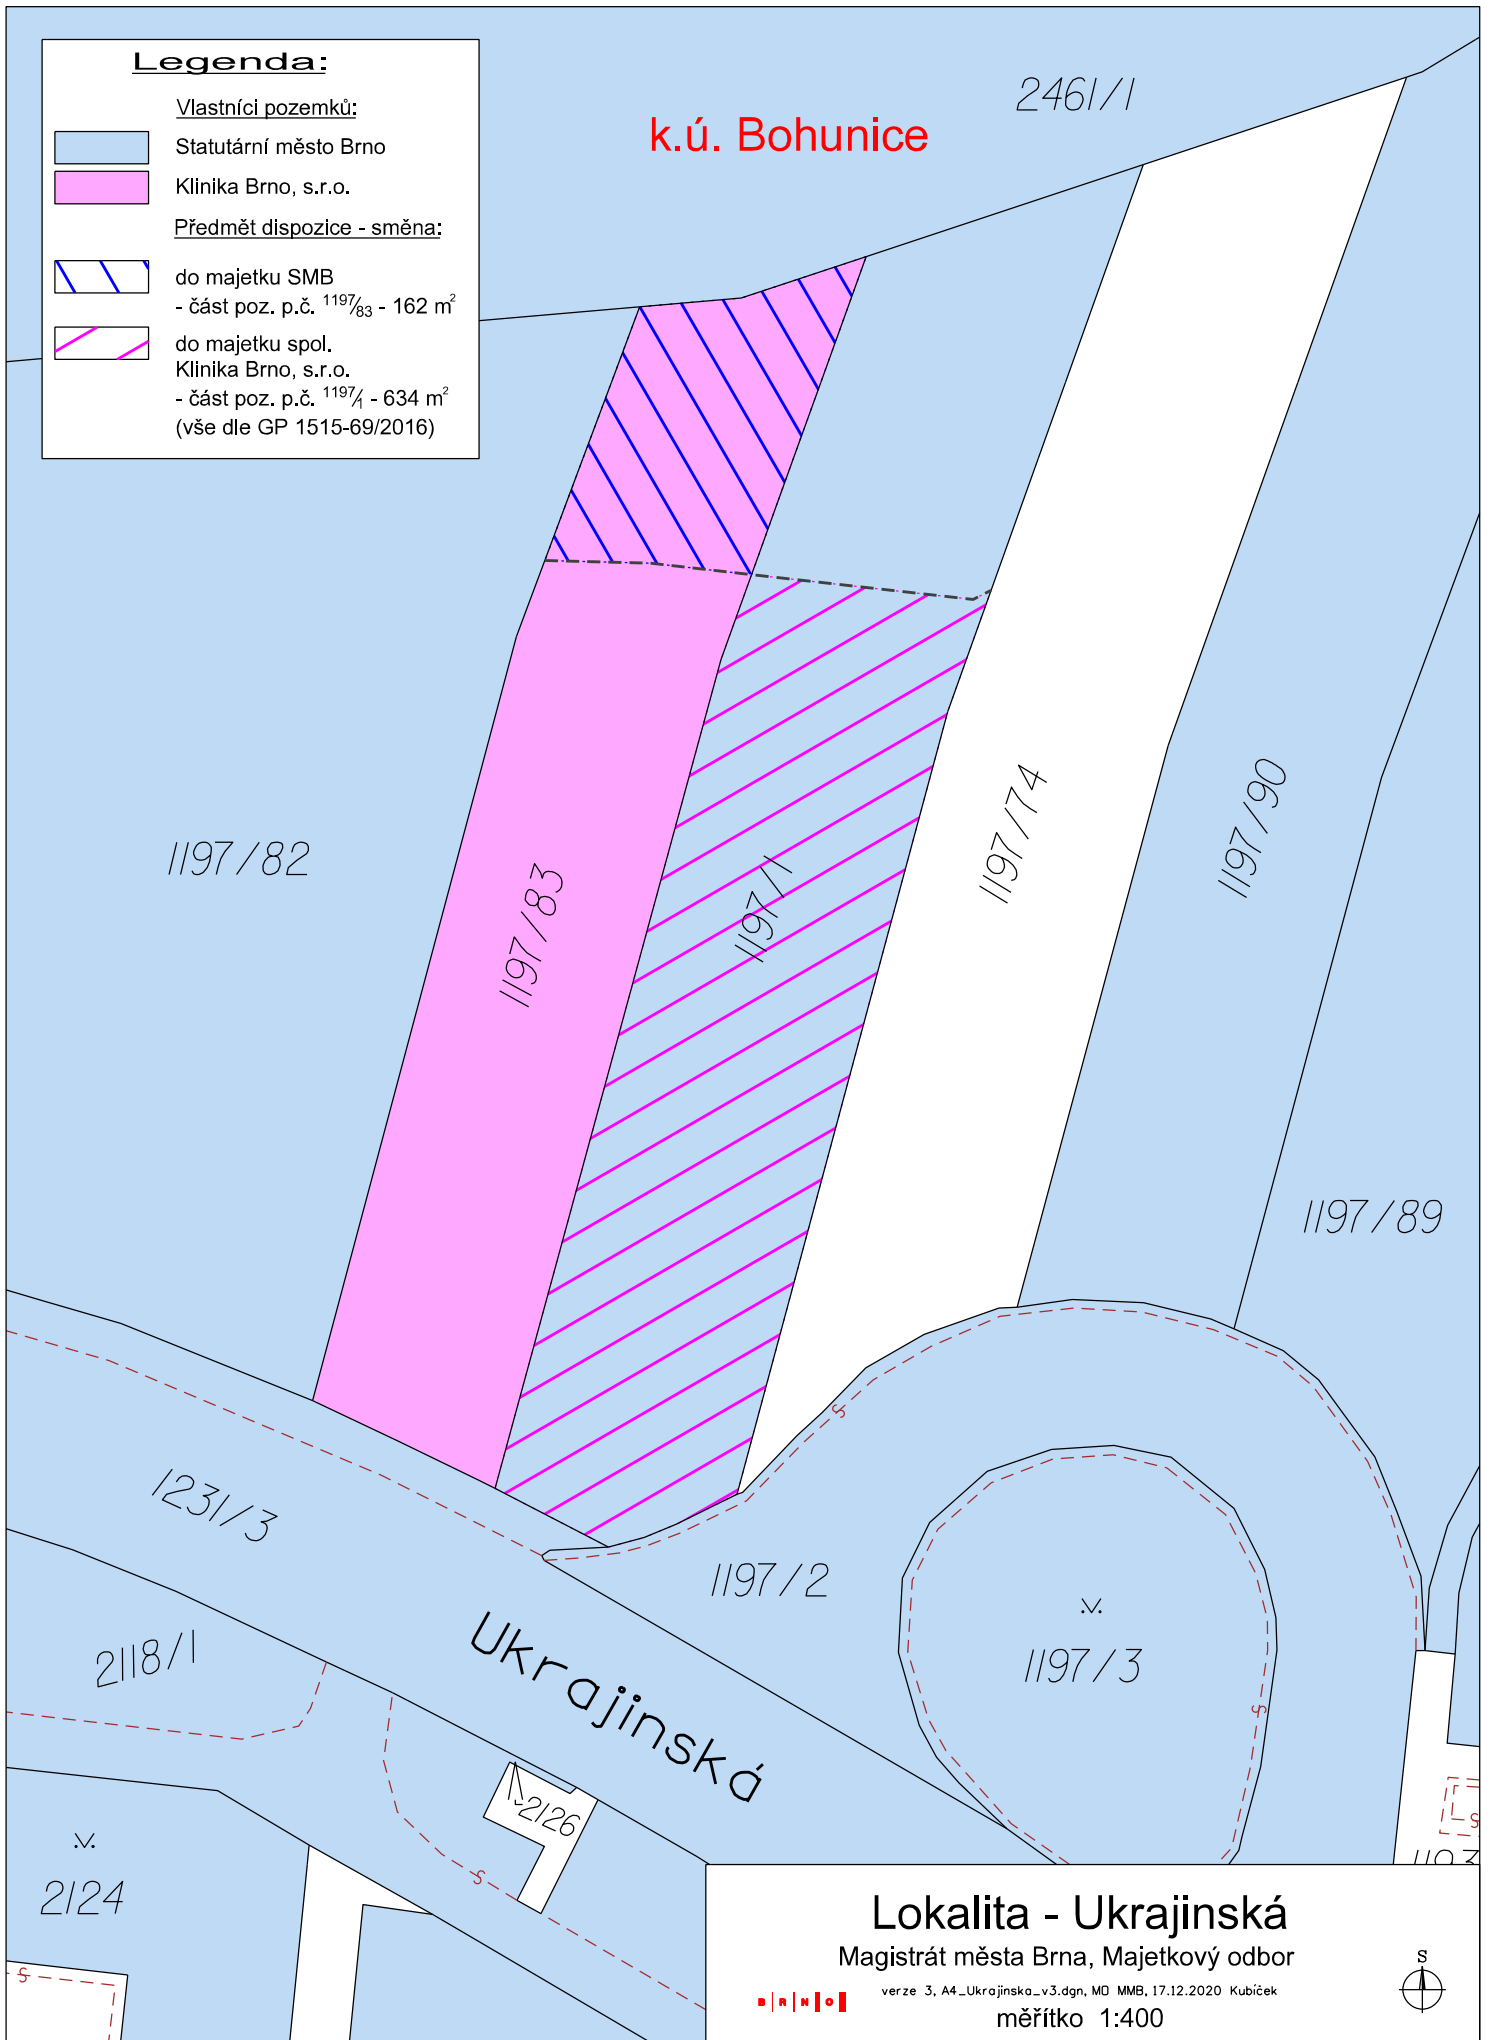 Legenda:
Vlastníci pozemků:
Statutární město Brno
Klinika Brno, s.r.o.
Předmět dispozice - směna:
do majetku SMB
- část poz. p.č. 1197/83 - 162 m²
do majetku spol.
Klinika Brno, s.r.o.
- část poz. p.č. 1197/1 - 634 m²
(vše dle GP 1515-69/2016)
k.ú. Bohunice
2461/1
1197/82
1197/83
1197/1
1197/74
1197/90
1197/89
1231/3
1197/2
1197/3
2118/1
Ukrajinská
2126
2124
Lokalita - Ukrajinská
Magistrát města Brna, Majetkový odbor
verze 3, A4_Ukrajinska_v3.dgn, MO MMB, 17.12.2020 Kubíček
BRNO
měřítko 1:400
S